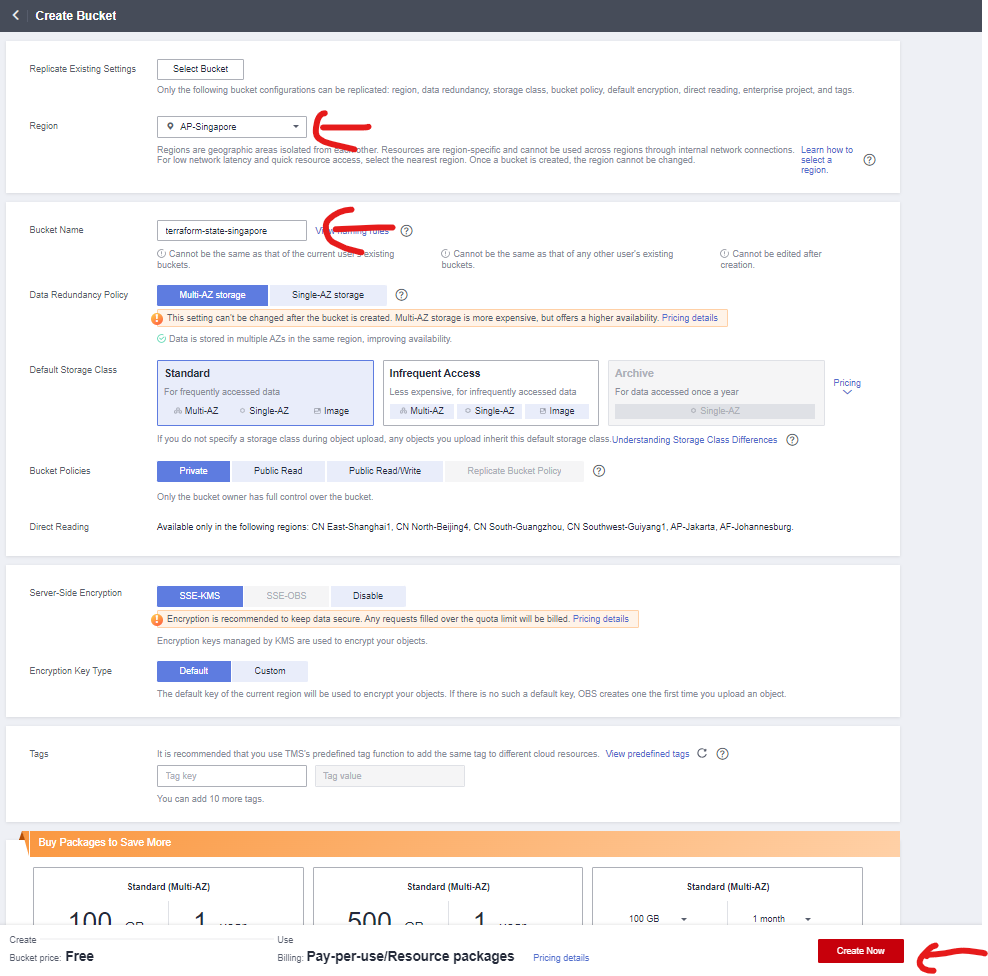 Create Bucket
Replicate Existing Settings
Select Bucket
Only the following bucket configurations can be replicated: region, data redundancy, storage class, bucket policy, default encryption, direct reading, enterprise project, and tags.
Region
AP-Singapore
Regions are geographic areas isolated from each other. Resources are region-specific and cannot be used across regions through internal network connections.
For low network latency and quick resource access, select the nearest region. Once a bucket is created, the region cannot be changed.
Learn how to
select a
region.
Bucket Name
terraform-state-singapore
View naming rules
Cannot be the same as that of the current user's existing
buckets.
Cannot be the same as that of any other user's existing
buckets.
Cannot be edited after
creation.
Data Redundancy Policy
Multi-AZ storage
Single-AZ storage
This setting can't be changed after the bucket is created. Multi-AZ storage is more expensive, but offers a higher availability. Pricing details
Data is stored in multiple AZs in the same region, improving availability.
Default Storage Class
Standard
For frequently accessed data
Multi-AZ Single-AZ Image
Infrequent Access
Less expensive, for infrequently accessed data
Multi-AZ Single-AZ Image
Archive
For data accessed once a year
Single-AZ
Pricing
If you do not specify a storage class during object upload, any objects you upload inherit this default storage class.Understanding Storage Class Differences
Bucket Policies
Private
Public Read
Public Read/Write
Replicate Bucket Policy
Only the bucket owner has full control over the bucket.
Direct Reading
Available only in the following regions: CN East-Shanghai1, CN North-Beijing4, CN South-Guangzhou, CN Southwest-Guiyang1, AP-Jakarta, AF-Johannesburg.
Server-Side Encryption
SSE-KMS
SSE-OBS
Disable
Encryption is recommended to keep data secure. Any requests filled over the quota limit will be billed. Pricing details
Encryption keys managed by KMS are used to encrypt your objects.
Encryption Key Type
Default
Custom
The default key of the current region will be used to encrypt your objects. If there is no such a default key, OBS creates one the first time you upload an object.
Tags
It is recommended that you use TMS's predefined tag function to add the same tag to different cloud resources. View predefined tags
Tag key
Tag value
You can add 10 more tags.
Buy Packages to Save More
Standard (Multi-AZ)
100 GB
1 year
Standard (Multi-AZ)
500 GB
1 year
Standard (Multi-AZ)
100 GB
1 month
Create
Bucket price: Free
Use
Billing: Pay-per-use/Resource packages
Pricing details
Create Now